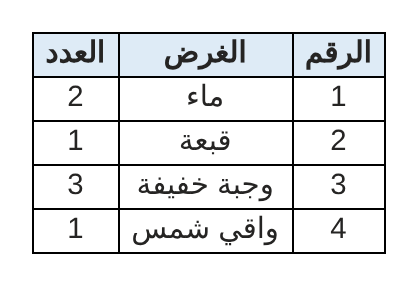 الرقم الغرض العدد
1 ماء 2
2 قبعة 1
3 وجبة خفيفة 3
4 واقي شمس 1